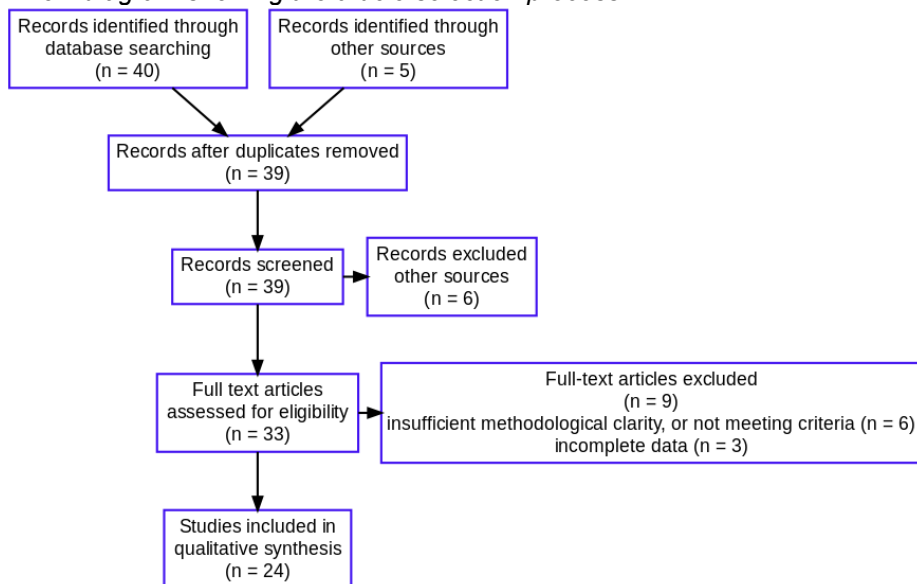 Records identified through
database searching
(n = 40)
Records identified through
other sources
(n = 5)
Records after duplicates removed
(n = 39)
Records screened
(n = 39)
Records excluded
other sources
(n = 6)
Full text articles
assessed for eligibility
(n = 33)
Full-text articles excluded
(n = 9)
insufficient methodological clarity, or not meeting criteria (n = 6)
incomplete data (n = 3)
Studies included in
qualitative synthesis
(n = 24)